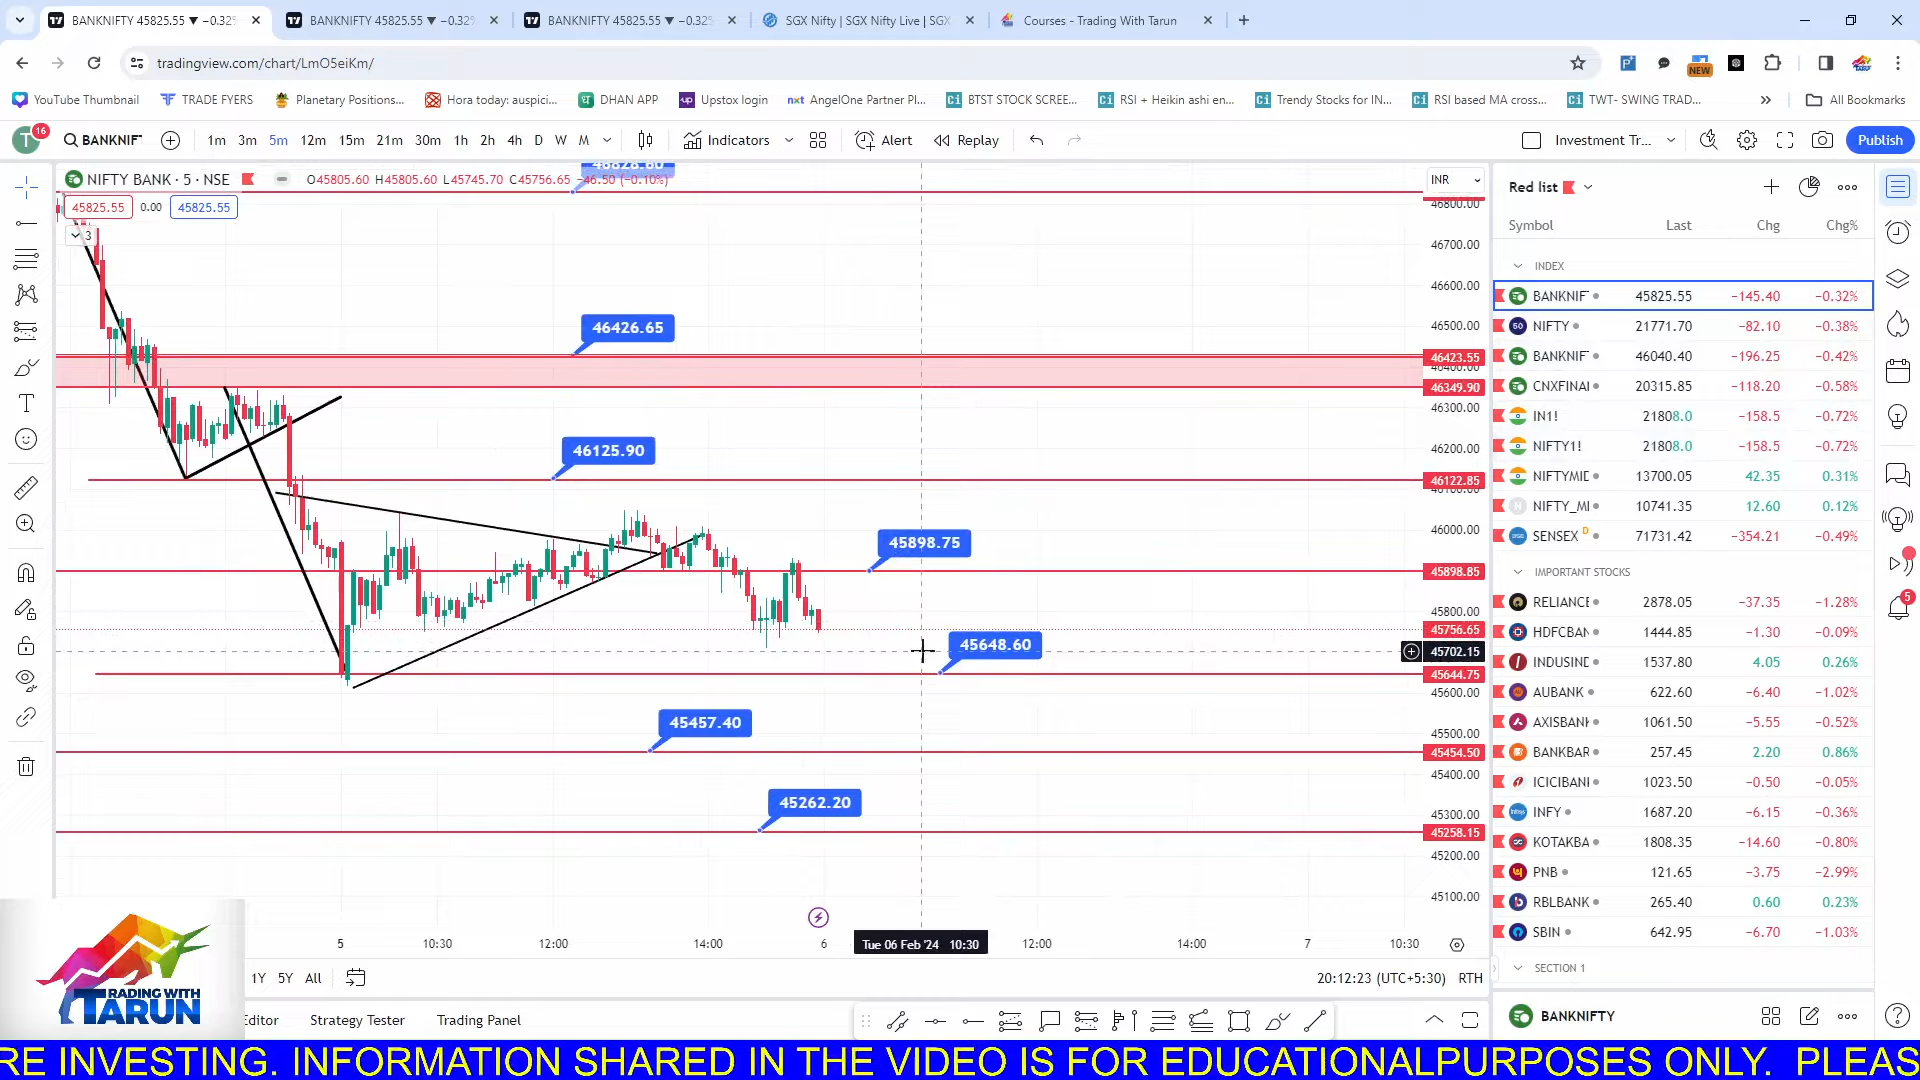 BANKNIFTY 45825.55 ▼ −0.32%
BANKNIFTY 45825.55 ▼ −0.32%
BANKNIFTY 45825.55 ▼ −0.32%
SGX Nifty | SGX Nifty Live | SGX
Courses - Trading With Tarun
tradingview.com/chart/LmO5eiKm/
NEW
YouTube Thumbnail
TRADE FYERS
Planetary Positions...
Hora today: auspici...
DHAN APP
Upstox login
AngelOne Partner Pl...
BTST STOCK SCREE...
RSI + Heikin ashi en...
Trendy Stocks for IN...
RSI based MA cross...
TWT- SWING TRAD...
All Bookmarks
T 16
BANKNIF
1m 3m 5m 12m 15m 21m 30m 1h 2h 4h D W M
Indicators
Alert
Replay
Investment Tr...
Publish
NIFTY BANK · 5 · NSE
O45805.60 H45805.60 L45745.70 C45756.65 −46.50 (−0.10%)
45825.55 0.00 45825.55
3
INR
46800.00
46700.00
46600.00
46500.00
46426.65
46423.55
46400.00
46349.90
46300.00
46200.00
46125.90
46122.85
46100.00
46000.00
45898.75
45898.85
45800.00
45756.65
45702.15
45648.60
45644.75
45600.00
45500.00
45457.40
45454.50
45400.00
45300.00
45262.20
45258.15
45200.00
45100.00
5 10:30 12:00 14:00 6 Tue 06 Feb '24 10:30 12:00 14:00 7 10:30
1Y 5Y All
20:12:23 (UTC+5:30) RTH
Editor
Strategy Tester
Trading Panel
Red list
Symbol Last Chg Chg%
INDEX
BANKNIF 45825.55 −145.40 −0.32%
NIFTY 21771.70 −82.10 −0.38%
BANKNIF 46040.40 −196.25 −0.42%
CNXFINAI 20315.85 −118.20 −0.58%
IN1! 21808.0 −158.5 −0.72%
NIFTY1! 21808.0 −158.5 −0.72%
NIFTYMIE 13700.05 42.35 0.31%
NIFTY_MI 10741.35 12.60 0.12%
SENSEX D 71731.42 −354.21 −0.49%
IMPORTANT STOCKS
RELIANCE 2878.05 −37.35 −1.28%
HDFCBAN 1444.85 −1.30 −0.09%
INDUSINE 1537.80 4.05 0.26%
AUBANK 622.60 −6.40 −1.02%
AXISBANK 1061.50 −5.55 −0.52%
BANKBAR 257.45 2.20 0.86%
ICICIBANI 1023.50 −0.50 −0.05%
INFY 1687.20 −6.15 −0.36%
KOTAKBA 1808.35 −14.60 −0.80%
PNB 121.65 −3.75 −2.99%
RBLBANK 265.40 0.60 0.23%
SBIN 642.95 −6.70 −1.03%
SECTION 1
BANKNIFTY
5
TRADING WITH
TARUN
RE INVESTING. INFORMATION SHARED IN THE VIDEO IS FOR EDUCATIONALPURPOSES ONLY. PLEAS